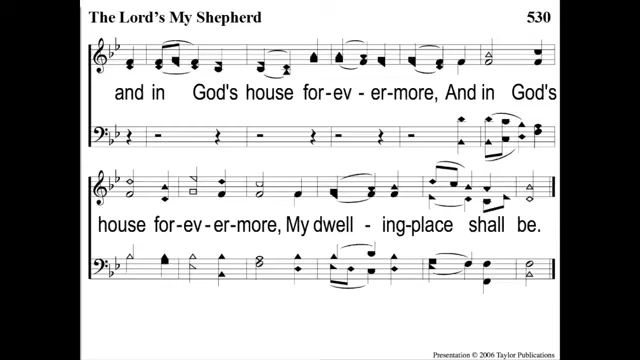 The Lord's My Shepherd 530
and in God's house for-ev-er-more, And in God's
house for-ev-er-more, My dwell-ing-place shall be.
Presentation © 2006 Taylor Publications